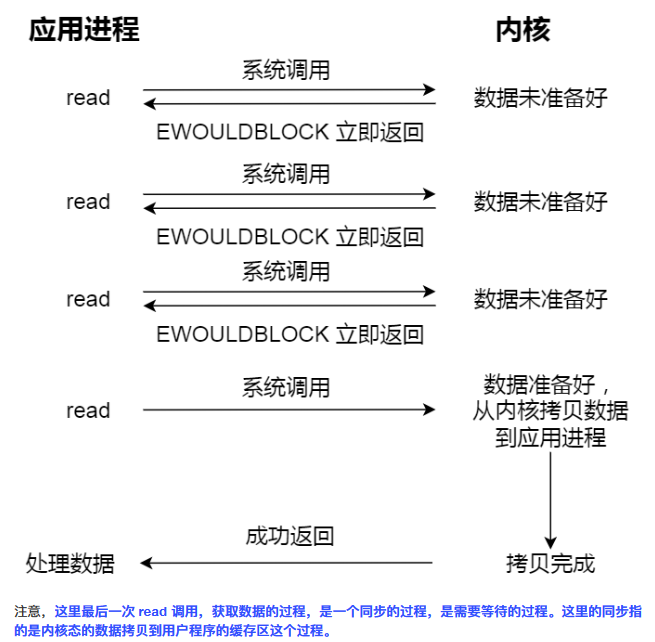 应用进程 内核
系统调用
read 数据未准备好
EWOULDBLOCK 立即返回
系统调用
read 数据未准备好
EWOULDBLOCK 立即返回
系统调用
read 数据未准备好
EWOULDBLOCK 立即返回
系统调用
read
数据准备好,
从内核拷贝数据
到应用进程
成功返回
处理数据 拷贝完成
注意,这里最后一次 read 调用,获取数据的过程,是一个同步的过程,是需要等待的过程。这里的同步指
的是内核态的数据拷贝到用户程序的缓存区这个过程。